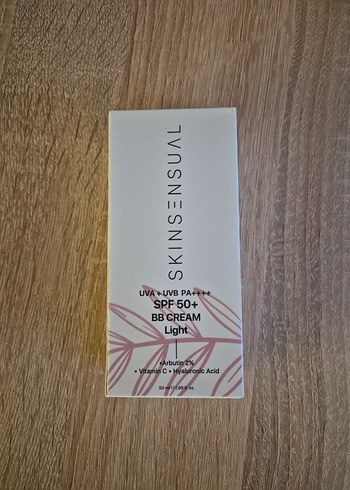 SKINSENSUAL
UVA + UVB PA++++
SPF 50+
BB CREAM
Light
•Arbutin 2%
• Vitamin C • Hyaluronic Acid
50 ml / 1.69 fl. oz